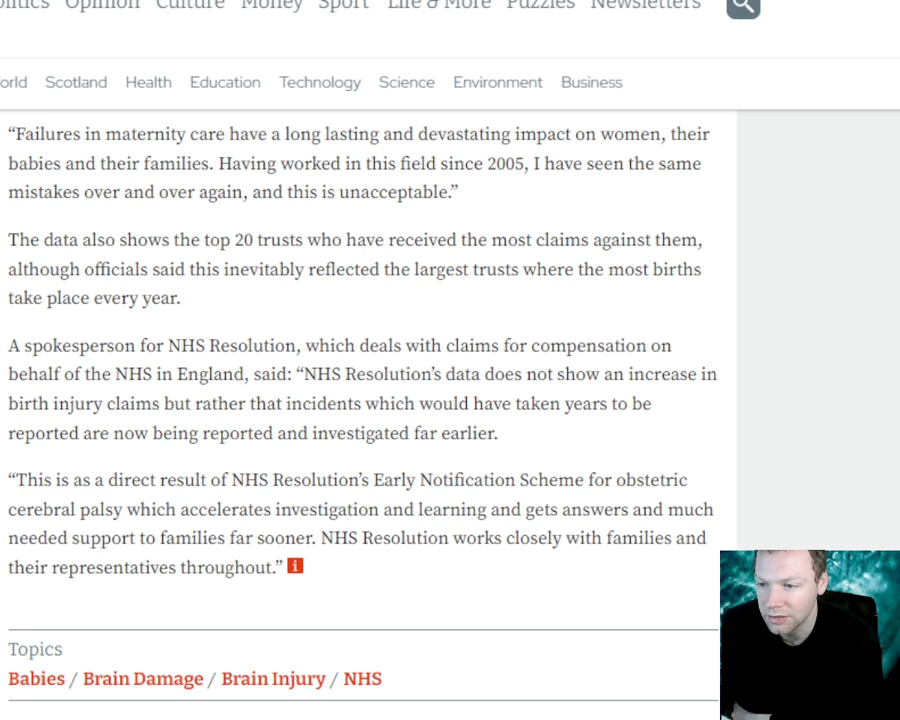 olitics Opinion Culture Money Sport Life & More Puzzles Newsletters
orld Scotland Health Education Technology Science Environment Business
“Failures in maternity care have a long lasting and devastating impact on women, their
babies and their families. Having worked in this field since 2005, I have seen the same
mistakes over and over again, and this is unacceptable.”
The data also shows the top 20 trusts who have received the most claims against them,
although officials said this inevitably reflected the largest trusts where the most births
take place every year.
A spokesperson for NHS Resolution, which deals with claims for compensation on
behalf of the NHS in England, said: “NHS Resolution’s data does not show an increase in
birth injury claims but rather that incidents which would have taken years to be
reported are now being reported and investigated far earlier.
“This is as a direct result of NHS Resolution’s Early Notification Scheme for obstetric
cerebral palsy which accelerates investigation and learning and gets answers and much
needed support to families far sooner. NHS Resolution works closely with families and
their representatives throughout.” i
Topics
Babies / Brain Damage / Brain Injury / NHS